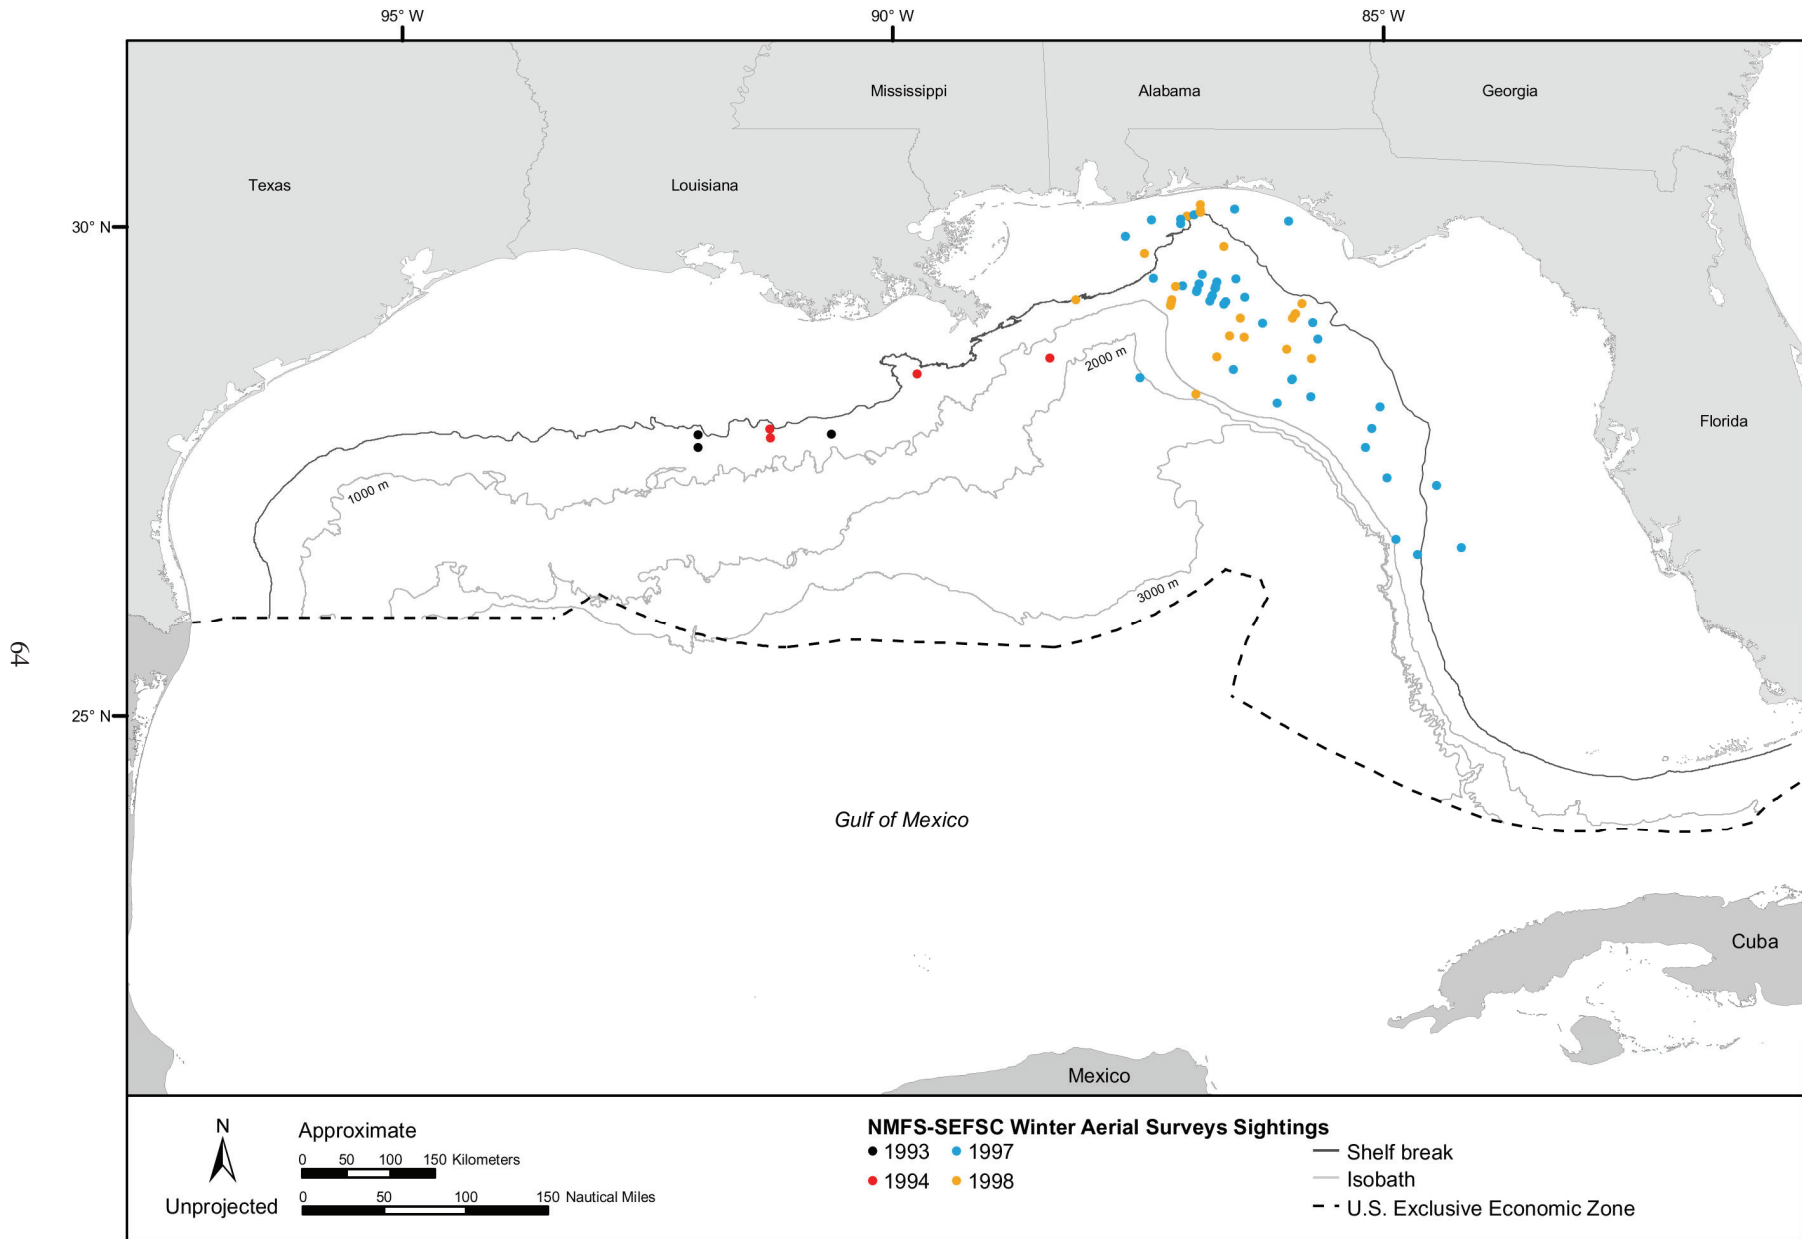 95° W
90° W
85° W
Mississippi
Alabama
Georgia
Texas
Louisiana
30° N
2000 m
Florida
1000 m
3000 m
64
25° N
Gulf of Mexico
Cuba
Mexico
N
Unprojected
Approximate
0 50 100 150 Kilometers
0 50 100 150 Nautical Miles
NMFS-SEFSC Winter Aerial Surveys Sightings
1993 1997
1994 1998
Shelf break
Isobath
U.S. Exclusive Economic Zone